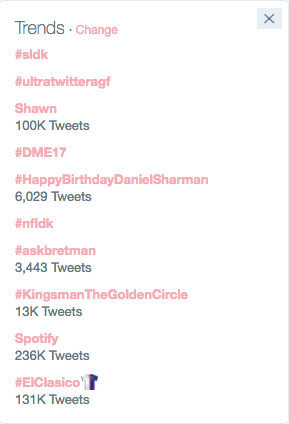 Trends · Change
#sldk
#ultratwitteragf
Shawn
100K Tweets
#DME17
#HappyBirthdayDanielSharman
6,029 Tweets
#nfldk
#askbretman
3,443 Tweets
#KingsmanTheGoldenCircle
13K Tweets
Spotify
236K Tweets
#ElClasico
131K Tweets